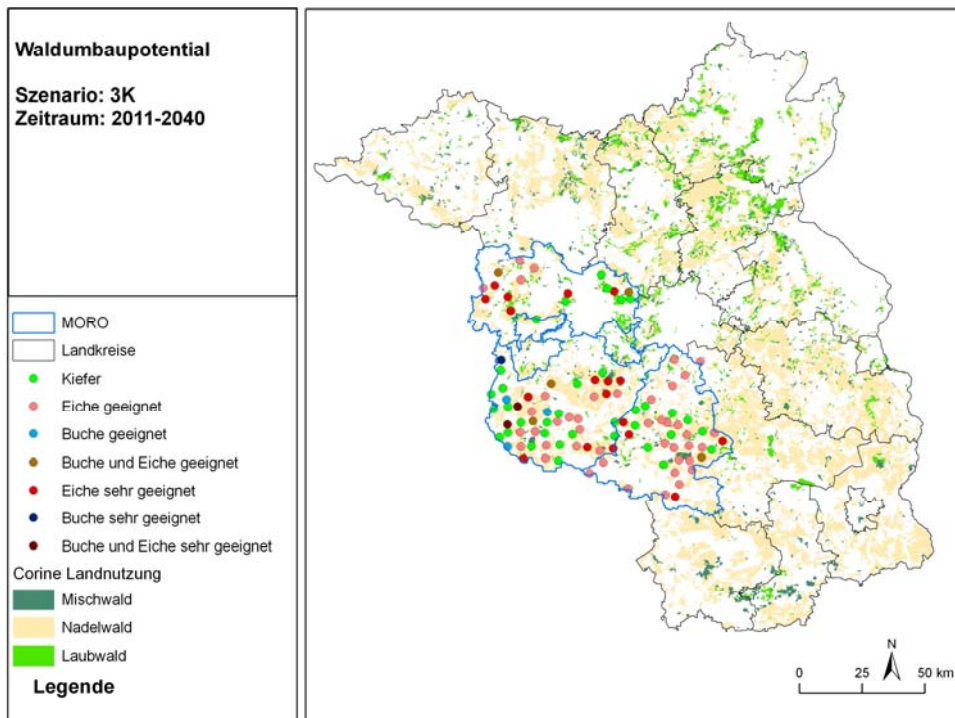 Waldumbaupotential
Szenario: 3K
Zeitraum: 2011-2040
MORO
Landkreise
Kiefer
Eiche geeignet
Buche geeignet
Buche und Eiche geeignet
Eiche sehr geeignet
Buche sehr geeignet
Buche und Eiche sehr geeignet
Corine Landnutzung
Mischwald
Nadelwald
Laubwald
Legende
N
0 25 50 km